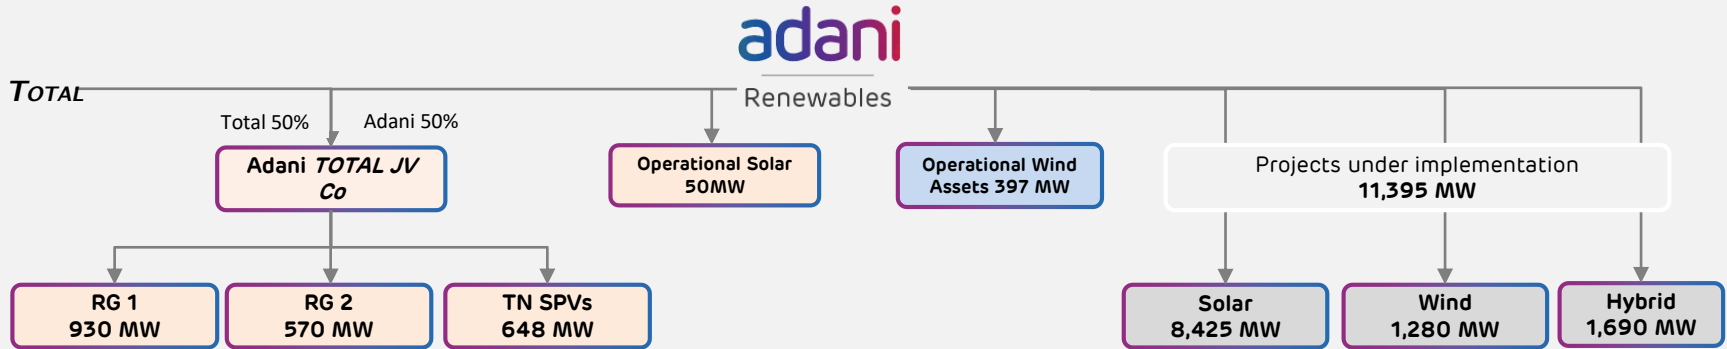 adani
Renewables
TOTAL
Total 50% Adani 50%
Adani TOTAL JV
Co
Operational Solar
50MW
Operational Wind
Assets 397 MW
Projects under implementation
11,395 MW
RG 1
930 MW
RG 2
570 MW
TN SPVs
648 MW
Solar
8,425 MW
Wind
1,280 MW
Hybrid
1,690 MW